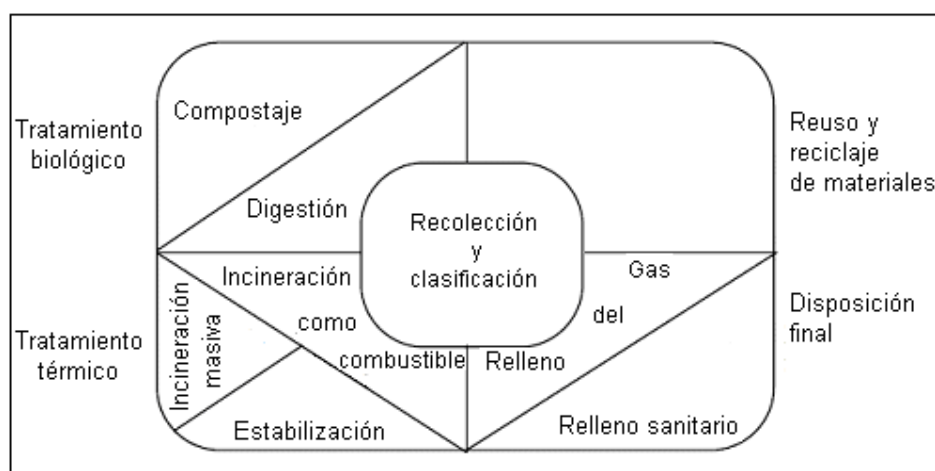 Compostaje
Tratamiento
biológico
Digestión
Reuso y
reciclaje
de materiales
Recolección
y
clasificación
Incineración
como
combustible
Gas
del
Relleno
Incineración
masiva
Tratamiento
térmico
Estabilización
Disposición
final
Relleno sanitario